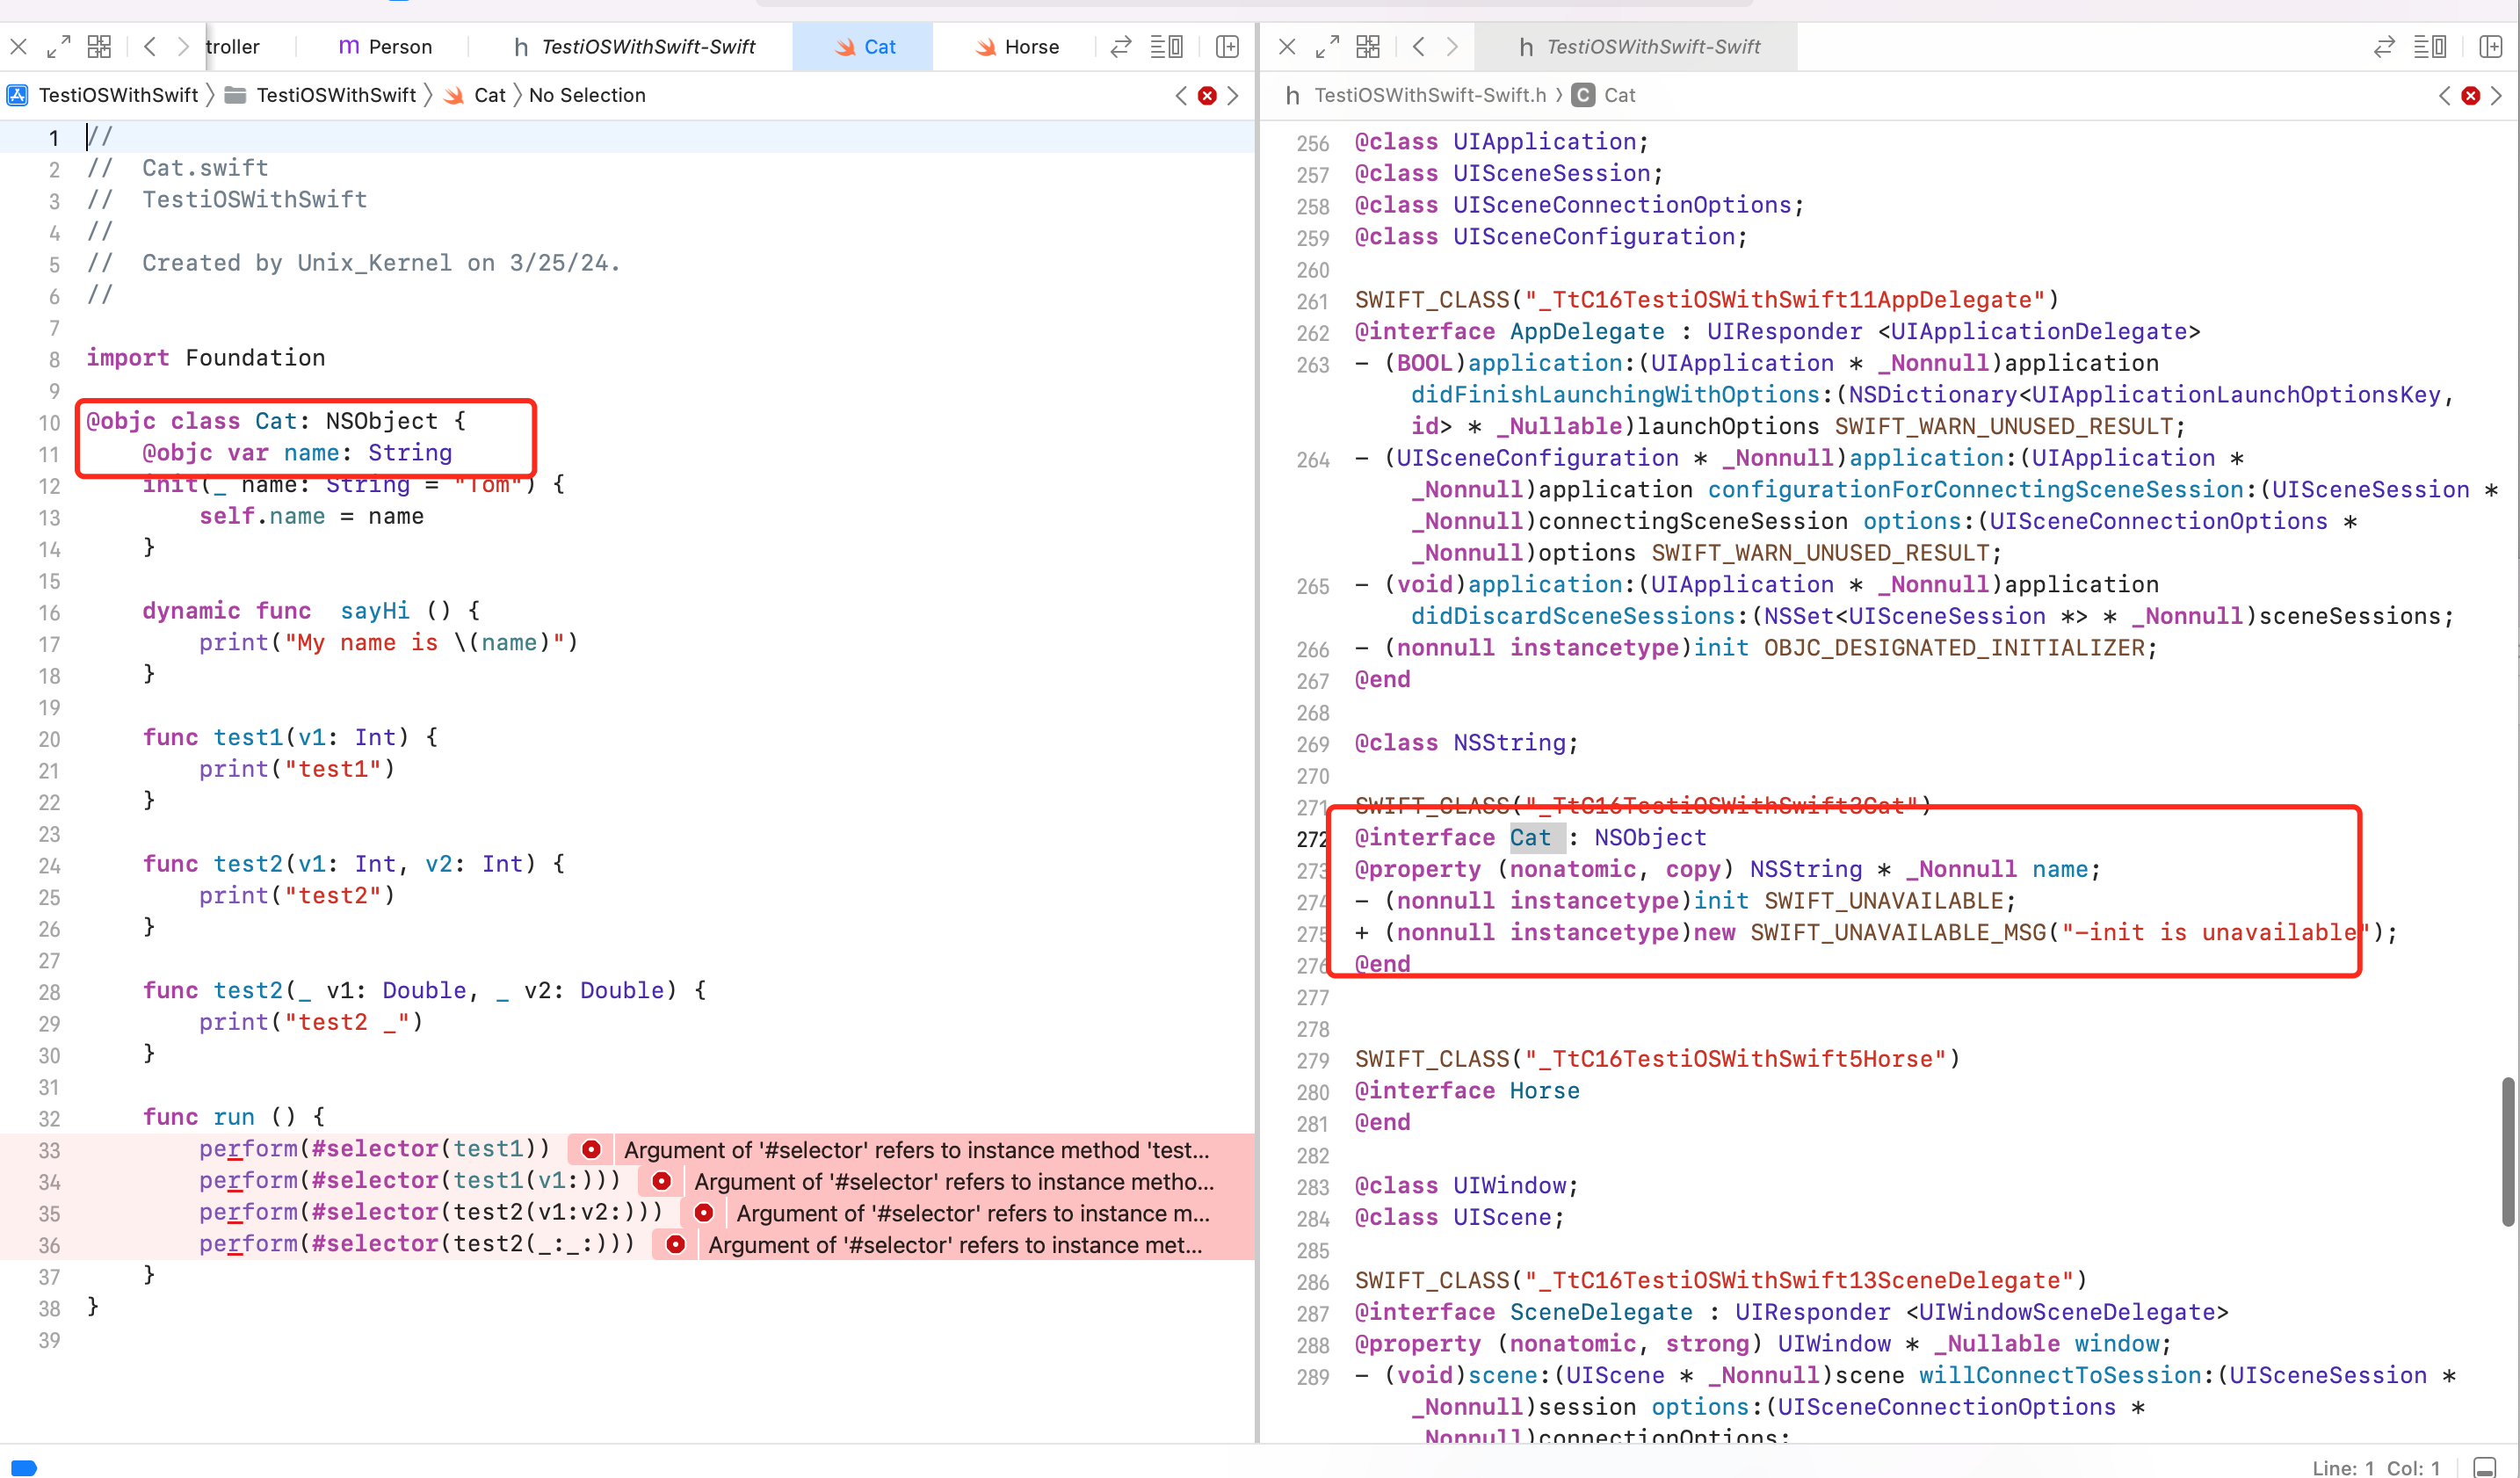 troller
m Person
h TestiOSWithSwift-Swift
Cat
Horse
TestiOSWithSwift 〉 TestiOSWithSwift 〉 Cat 〉 No Selection
1 //
2 //  Cat.swift
3 //  TestiOSWithSwift
4 //
5 //  Created by Unix_Kernel on 3/25/24.
6 //
7
8 import Foundation
9
10 @objc class Cat: NSObject {
11     @objc var name: String
12     init(_ name: String = "Tom") {
13         self.name = name
14     }
15
16     dynamic func  sayHi () {
17         print("My name is \(name)")
18     }
19
20     func test1(v1: Int) {
21         print("test1")
22     }
23
24     func test2(v1: Int, v2: Int) {
25         print("test2")
26     }
27
28     func test2(_ v1: Double, _ v2: Double) {
29         print("test2 _")
30     }
31
32     func run () {
33         perform(#selector(test1)) Argument of '#selector' refers to instance method 'test...
34         perform(#selector(test1(v1:))) Argument of '#selector' refers to instance metho...
35         perform(#selector(test2(v1:v2:))) Argument of '#selector' refers to instance m...
36         perform(#selector(test2(_:_:))) Argument of '#selector' refers to instance met...
37     }
38 }
39
h TestiOSWithSwift-Swift
h TestiOSWithSwift-Swift.h 〉 C Cat
256 @class UIApplication;
257 @class UISceneSession;
258 @class UISceneConnectionOptions;
259 @class UISceneConfiguration;
260
261 SWIFT_CLASS("_TtC16TestiOSWithSwift11AppDelegate")
262 @interface AppDelegate : UIResponder <UIApplicationDelegate>
263 - (BOOL)application:(UIApplication * _Nonnull)application
didFinishLaunchingWithOptions:(NSDictionary<UIApplicationLaunchOptionsKey,
id> * _Nullable)launchOptions SWIFT_WARN_UNUSED_RESULT;
264 - (UISceneConfiguration * _Nonnull)application:(UIApplication *
_Nonnull)application configurationForConnectingSceneSession:(UISceneSession *
_Nonnull)connectingSceneSession options:(UISceneConnectionOptions *
_Nonnull)options SWIFT_WARN_UNUSED_RESULT;
265 - (void)application:(UIApplication * _Nonnull)application
didDiscardSceneSessions:(NSSet<UISceneSession *> * _Nonnull)sceneSessions;
266 - (nonnull instancetype)init OBJC_DESIGNATED_INITIALIZER;
267 @end
268
269 @class NSString;
270
271 SWIFT_CLASS("_TtC16TestiOSWithSwift3Cat")
272 @interface Cat : NSObject
273 @property (nonatomic, copy) NSString * _Nonnull name;
274 - (nonnull instancetype)init SWIFT_UNAVAILABLE;
275 + (nonnull instancetype)new SWIFT_UNAVAILABLE_MSG("-init is unavailable");
276 @end
277
278
279 SWIFT_CLASS("_TtC16TestiOSWithSwift5Horse")
280 @interface Horse
281 @end
282
283 @class UIWindow;
284 @class UIScene;
285
286 SWIFT_CLASS("_TtC16TestiOSWithSwift13SceneDelegate")
287 @interface SceneDelegate : UIResponder <UIWindowSceneDelegate>
288 @property (nonatomic, strong) UIWindow * _Nullable window;
289 - (void)scene:(UIScene * _Nonnull)scene willConnectToSession:(UISceneSession *
_Nonnull)session options:(UISceneConnectionOptions *
_Nonnull)connectionOptions;
Line: 1  Col: 1